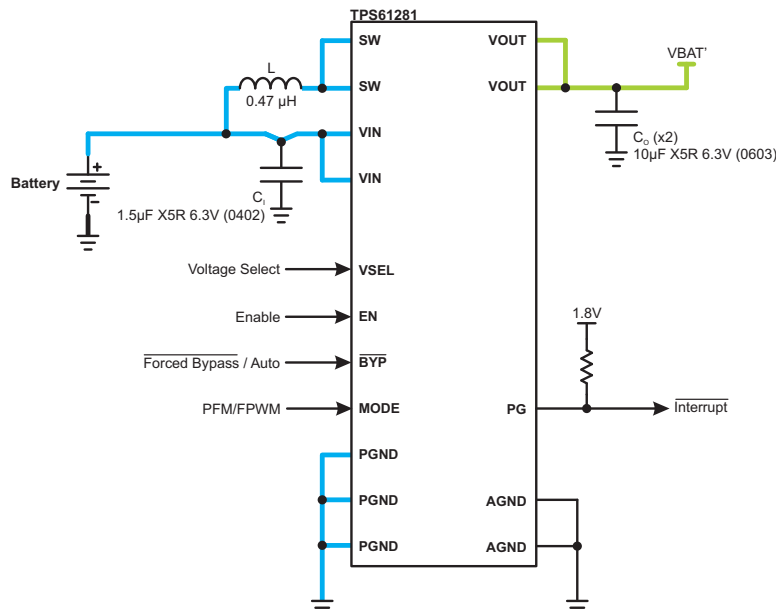 TPS61281
SW
VOUT
VBAT'
L
SW
VOUT
0.47 µH
VIN
C_O (x2)
10µF X5R 6.3V (0603)
+
Battery
–
VIN
C_I
1.5µF X5R 6.3V (0402)
Voltage Select
VSEL
Enable
EN
1.8V
Forced Bypass / Auto
BYP
PFM/FPWM
MODE
PG
Interrupt
PGND
PGND
AGND
PGND
AGND